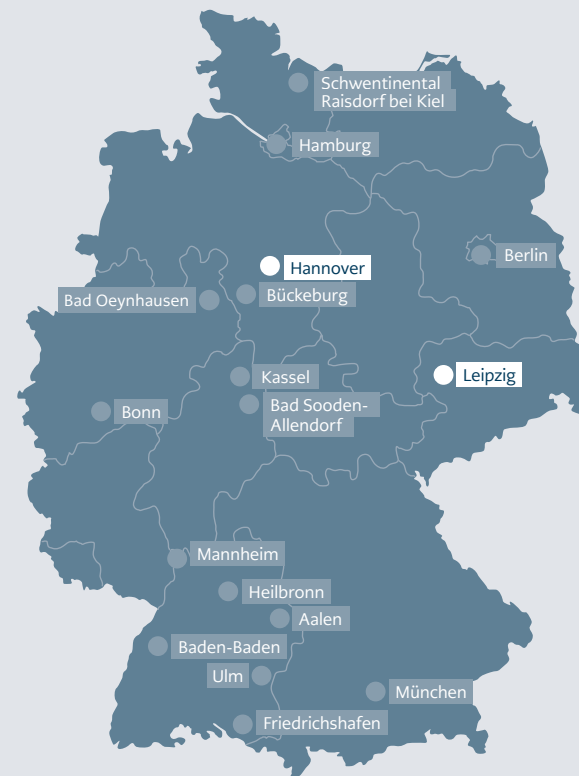 Schwentinental
Raisdorf bei Kiel
Hamburg
Berlin
Hannover
Bückeburg
Bad Oeynhausen
Kassel
Leipzig
Bonn
Bad Sooden-
Allendorf
Mannheim
Heilbronn
Aalen
Baden-Baden
Ulm
München
Friedrichshafen